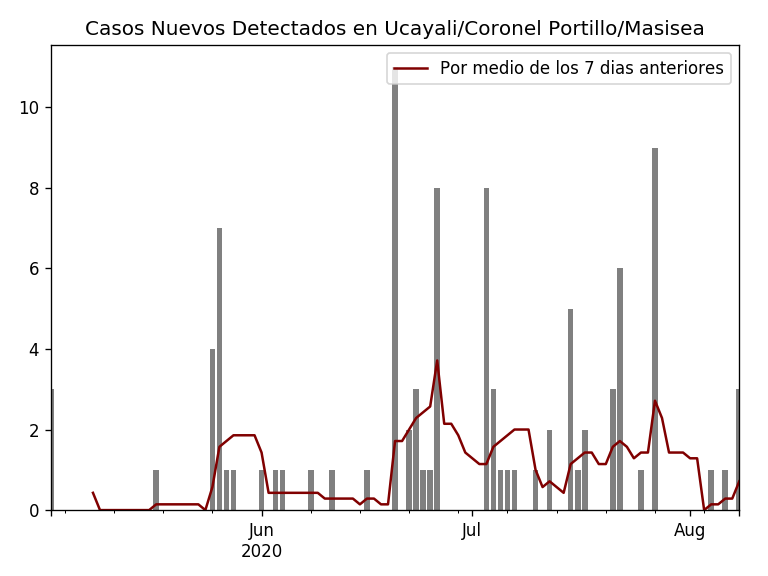 Casos Nuevos Detectados en Ucayali/Coronel Portillo/Masisea
Por medio de los 7 dias anteriores
10
8
6
4
2
0
Jun
2020
Jul
Aug